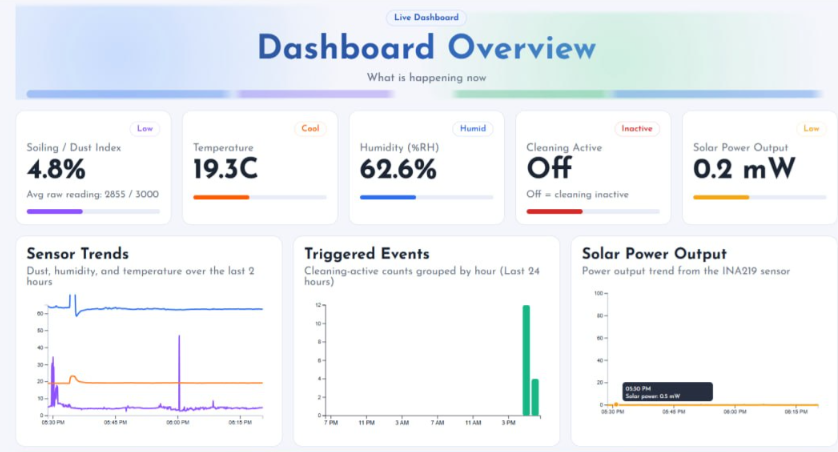 Live Dashboard
Dashboard Overview
What is happening now
Low
Soiling / Dust Index
4.8%
Avg raw reading: 2855 / 3000
Cool
Temperature
19.3C
Humid
Humidity (%RH)
62.6%
Inactive
Cleaning Active
Off
Off = cleaning inactive
Low
Solar Power Output
0.2 mW
Sensor Trends
Dust, humidity, and temperature over the last 2
hours
60
50
40
30
20
10
0
05:30 PM 05:45 PM 06:00 PM 06:15 PM
Triggered Events
Cleaning-active counts grouped by hour (Last 24
hours)
12
10
8
6
4
2
0
7 PM 11 PM 3 AM 7 AM 11 AM 3 PM
Solar Power Output
Power output trend from the INA219 sensor
100
80
60
40
20
0
05:30 PM
Solar power: 0.5 mW
05:30 PM 05:45 PM 06:00 PM 06:15 PM